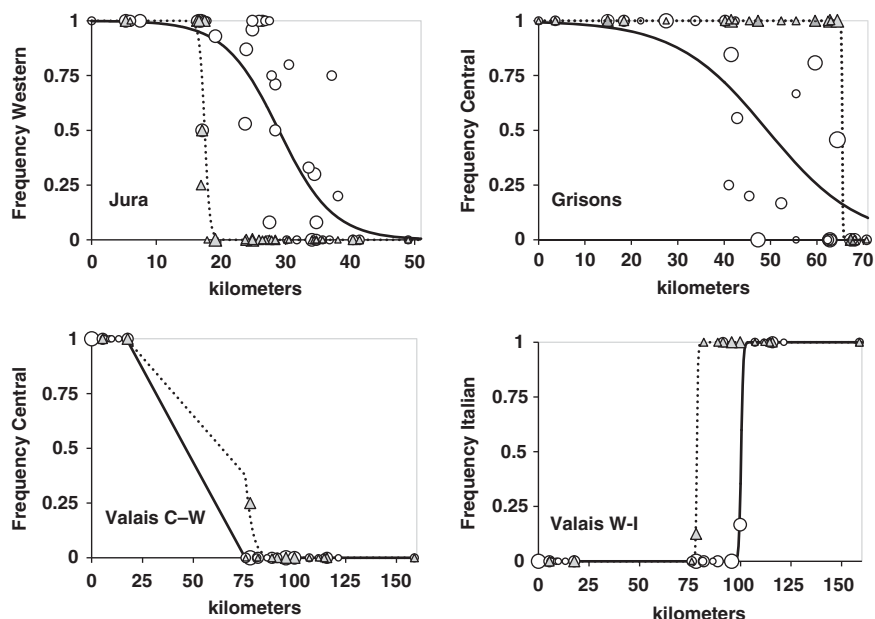 1
0.75
0.5
0.25
0
Frequency Western
Jura
0 10 20 30 40 50
kilometers
1
0.75
0.5
0.25
0
Frequency Central
Grisons
0 10 20 30 40 50 60 70
kilometers
1
0.75
0.5
0.25
0
Frequency Central
Valais C–W
0 25 50 75 100 125 150
kilometers
1
0.75
0.5
0.25
0
Frequency Italian
Valais W-I
0 25 50 75 100 125 150
kilometers